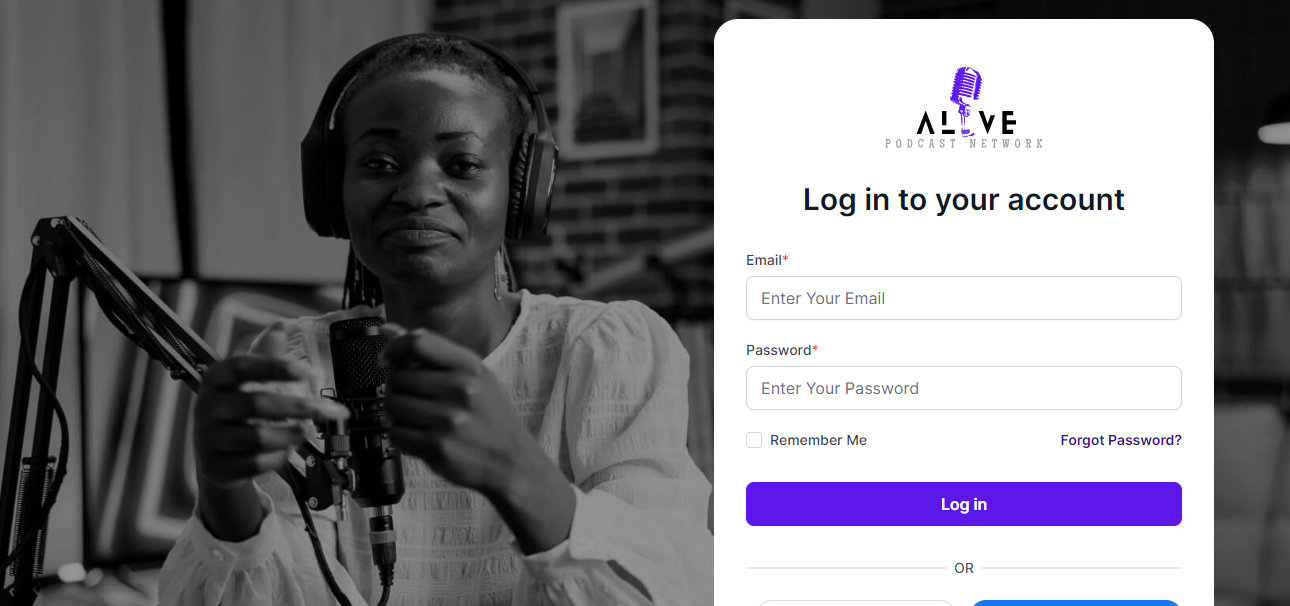 ALIVE
PODCAST NETWORK
Log in to your account
Email*
Enter Your Email
Password*
Enter Your Password
Remember Me
Forgot Password?
Log in
OR